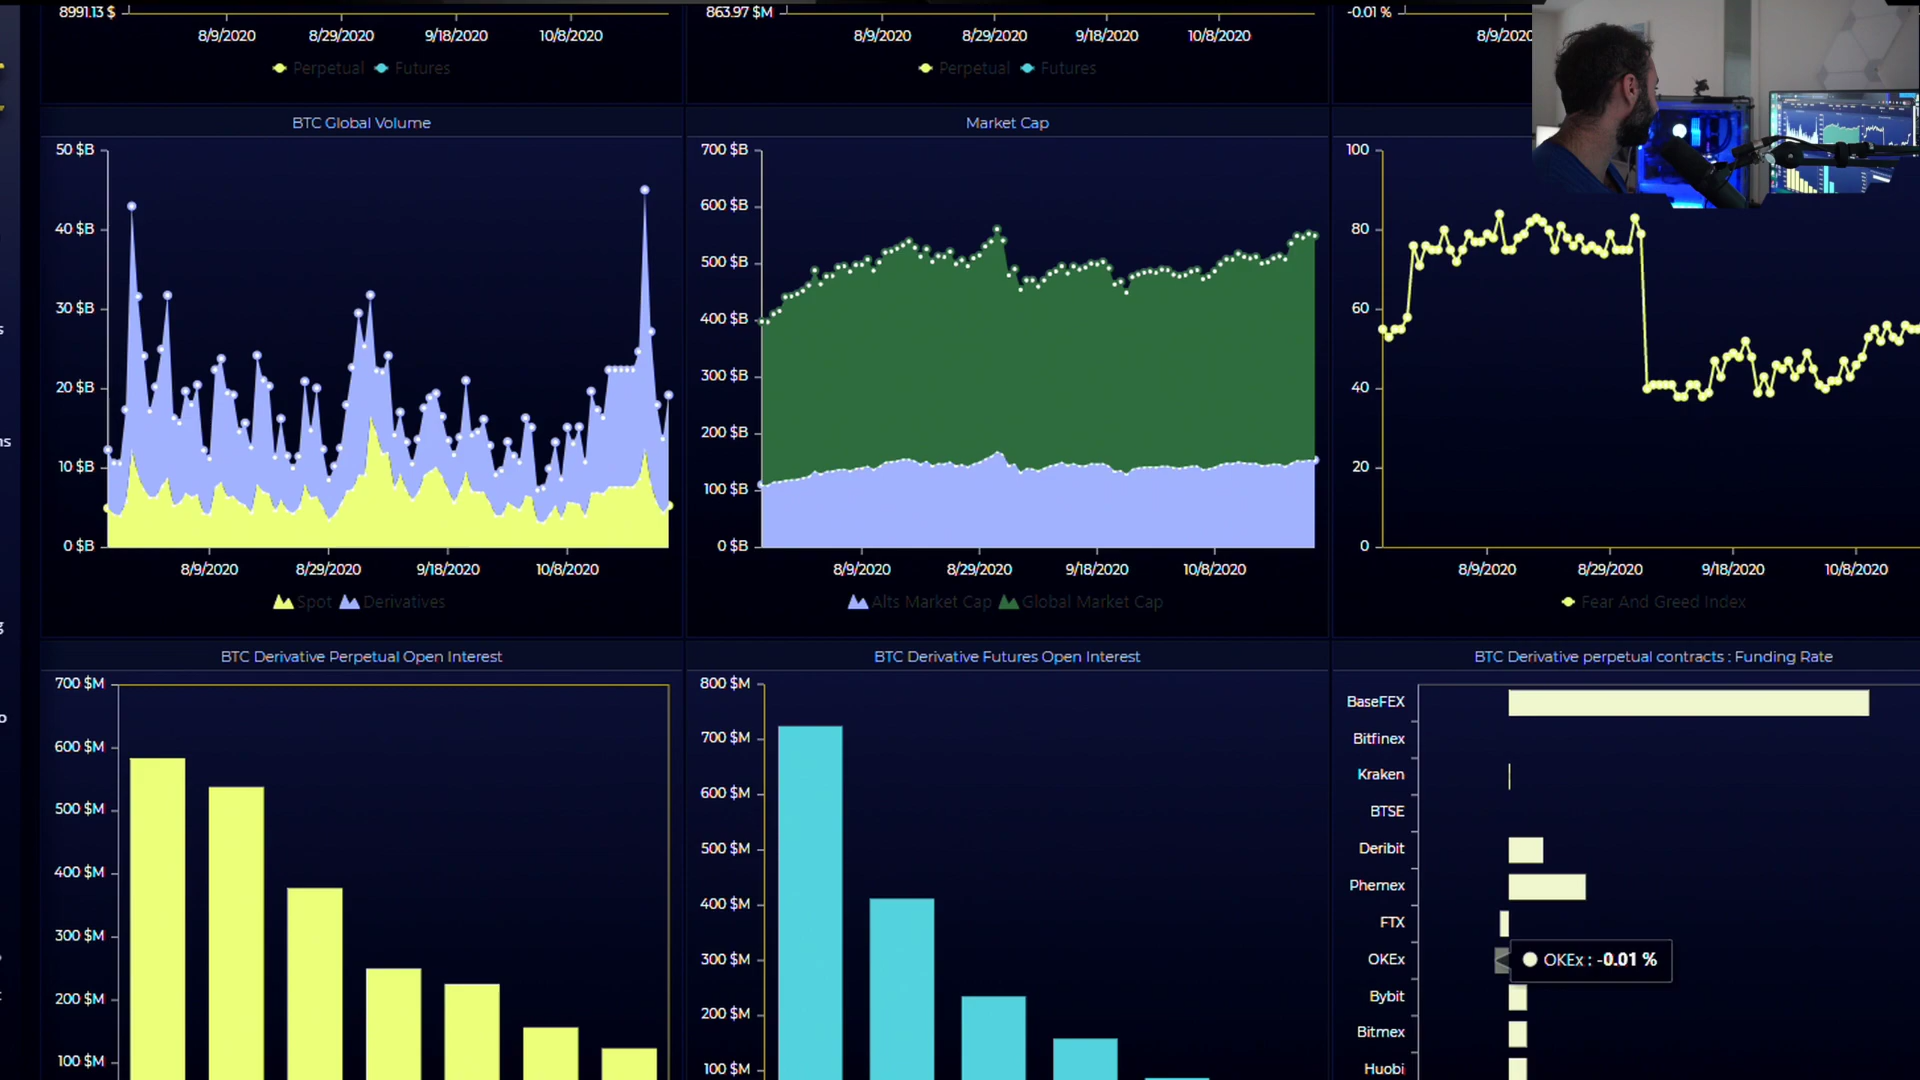 8991.13 $
8/9/2020 8/29/2020 9/18/2020 10/8/2020
Perpetual Futures
863.97 $M
8/9/2020 8/29/2020 9/18/2020 10/8/2020
Perpetual Futures
-0.01 %
8/9/2020
BTC Global Volume
50 $B
40 $B
30 $B
20 $B
10 $B
0 $B
8/9/2020 8/29/2020 9/18/2020 10/8/2020
Spot Derivatives
Market Cap
700 $B
600 $B
500 $B
400 $B
300 $B
200 $B
100 $B
0 $B
8/9/2020 8/29/2020 9/18/2020 10/8/2020
Alts Market Cap Global Market Cap
100
80
60
40
20
0
8/9/2020 8/29/2020 9/18/2020 10/8/2020
Fear And Greed Index
BTC Derivative Perpetual Open Interest
700 $M
600 $M
500 $M
400 $M
300 $M
200 $M
100 $M
BTC Derivative Futures Open Interest
800 $M
700 $M
600 $M
500 $M
400 $M
300 $M
200 $M
100 $M
BTC Derivative perpetual contracts : Funding Rate
BaseFEX
Bitfinex
Kraken
BTSE
Deribit
Phemex
FTX
OKEx
OKEx : -0.01 %
Bybit
Bitmex
Huobi